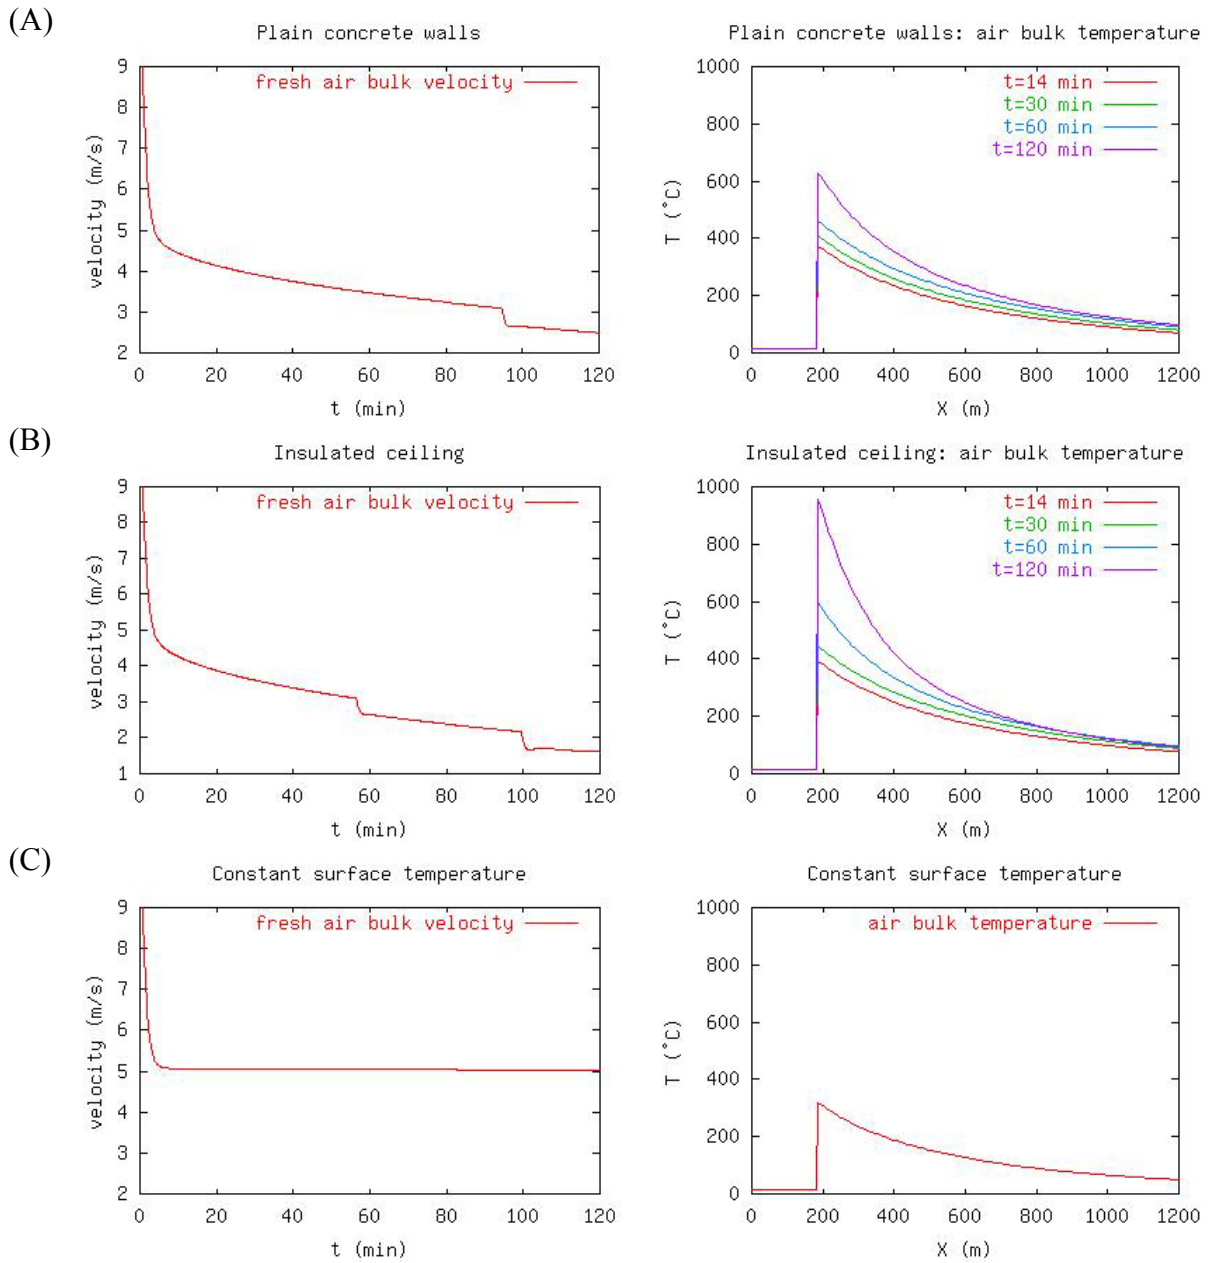 (A)
Plain concrete walls
9
8
7
6
5
4
3
2
velocity (m/s)
fresh air bulk velocity
0 20 40 60 80 100 120
t (min)
Plain concrete walls: air bulk temperature
1000
800
600
400
200
0
T (°C)
t=14 min
t=30 min
t=60 min
t=120 min
0 200 400 600 800 1000 1200
X (m)
(B)
Insulated ceiling
9
8
7
6
5
4
3
2
1
velocity (m/s)
fresh air bulk velocity
0 20 40 60 80 100 120
t (min)
Insulated ceiling: air bulk temperature
1000
800
600
400
200
0
T (°C)
t=14 min
t=30 min
t=60 min
t=120 min
0 200 400 600 800 1000 1200
X (m)
(C)
Constant surface temperature
9
8
7
6
5
4
3
2
velocity (m/s)
fresh air bulk velocity
0 20 40 60 80 100 120
t (min)
Constant surface temperature
1000
800
600
400
200
0
T (°C)
air bulk temperature
0 200 400 600 800 1000 1200
X (m)